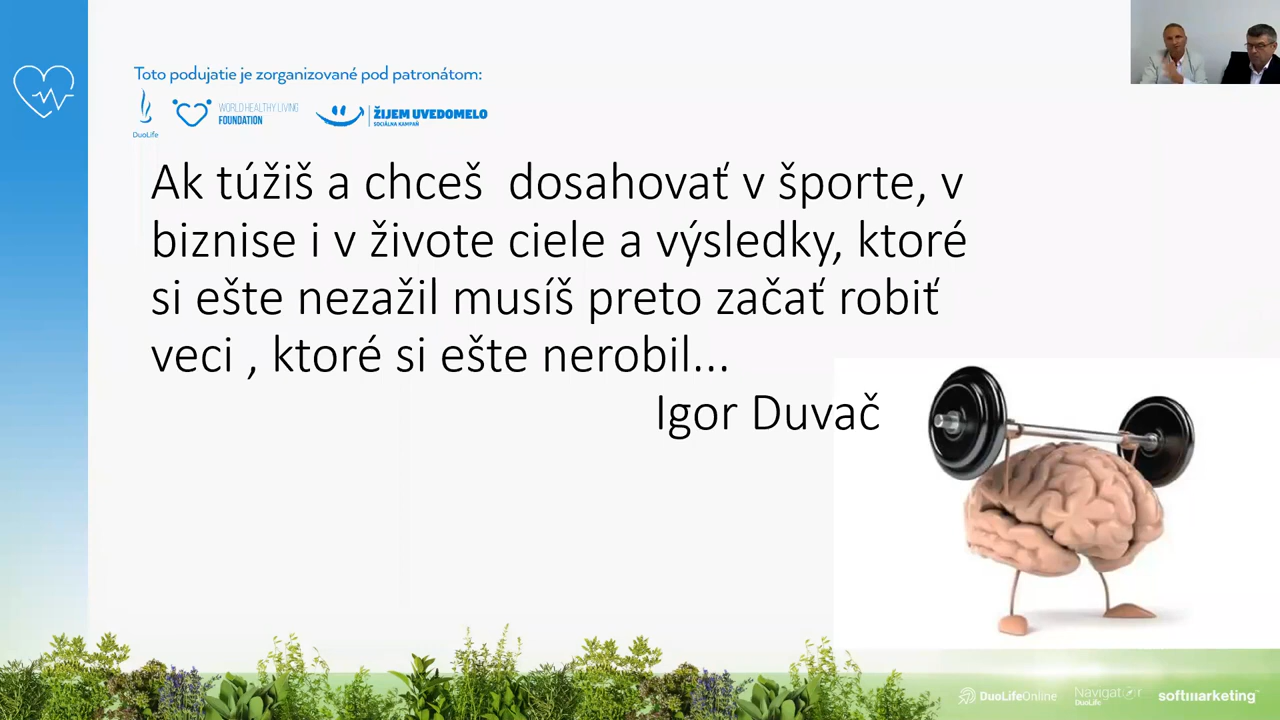 Toto podujatie je zorganizované pod patronátom:
DuoLife
WORLD HEALTHY LIVING
FOUNDATION
ŽIJEM UVEDOMELO
SOCIÁLNA KAMPAŇ
Ak túžiš a chceš  dosahovať v športe, v
biznise i v živote ciele a výsledky, ktoré
si ešte nezažil musíš preto začať robiť
veci , ktoré si ešte nerobil...
Igor Duvač
DuoLifeOnline
Navigator
DuoLife
softmarketing